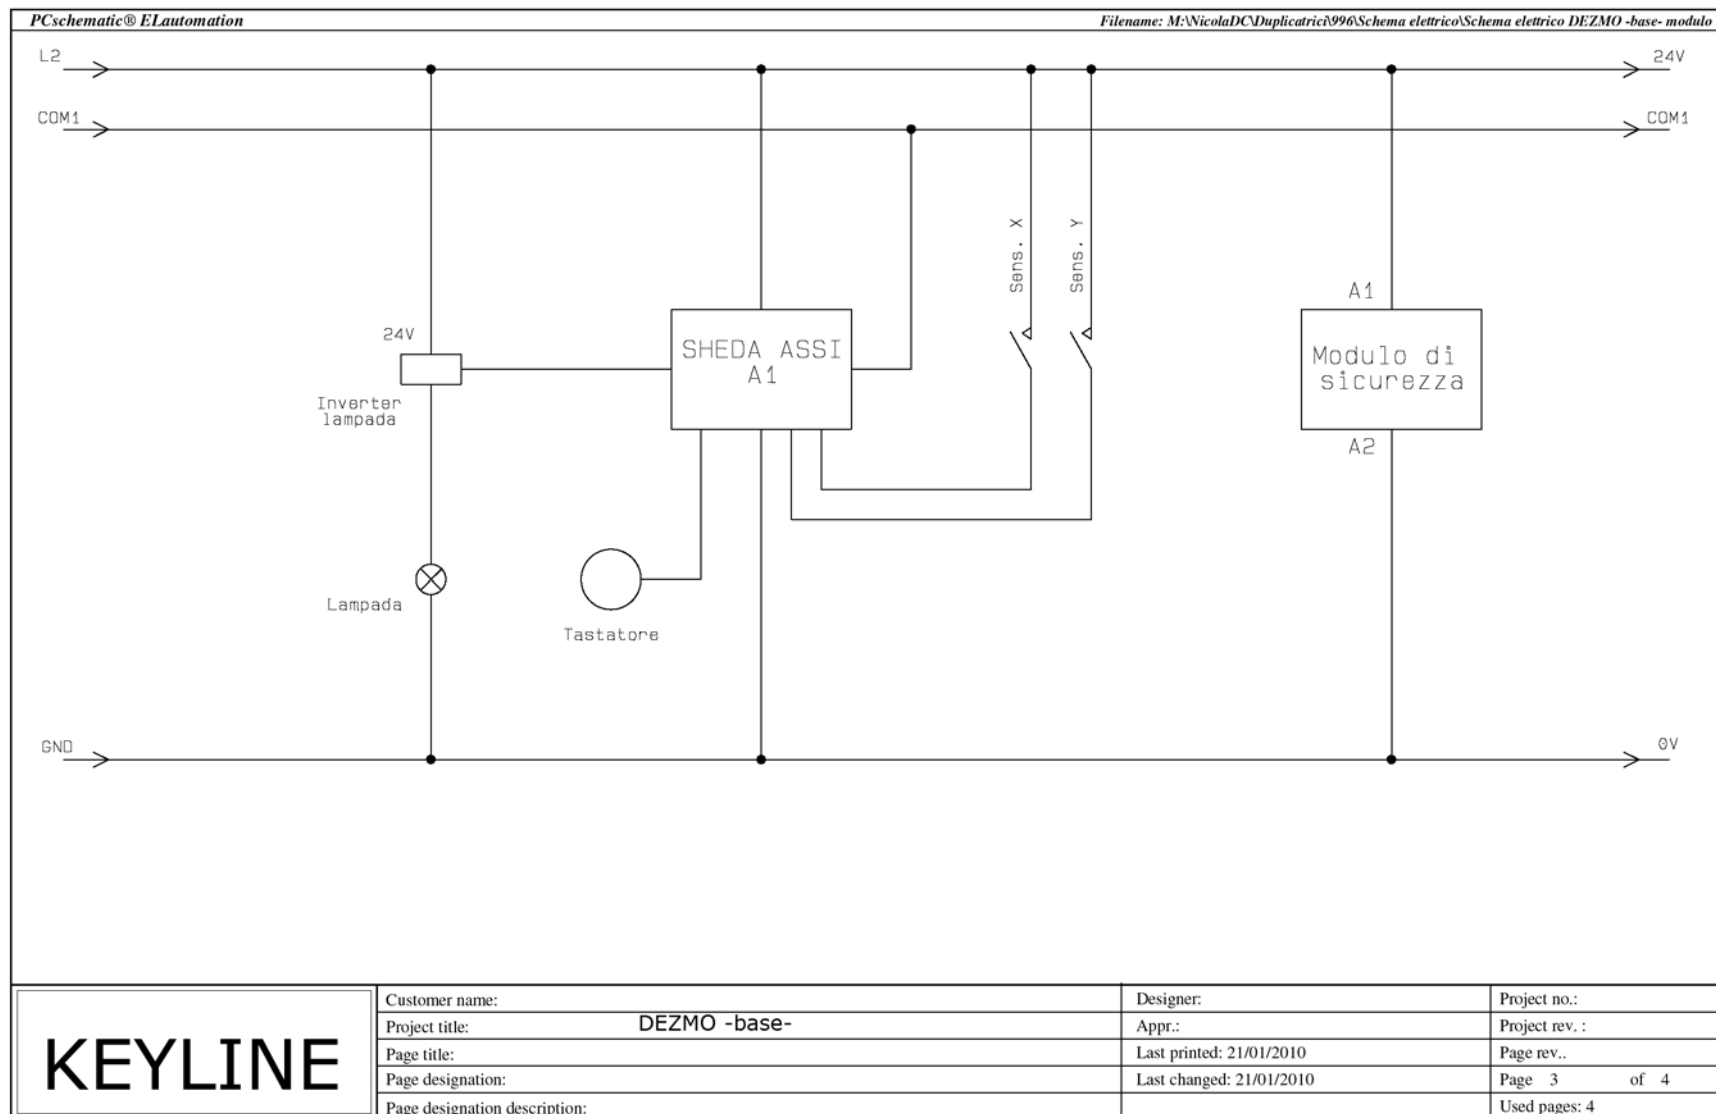 PCschematic® ELautomation
Filename: M:\NicolaDC\Duplicatrici\996\Schema elettrico\Schema elettrico DEZMO -base- modulo
L2
24V
COM1
COM1
Sens. X
Sens. Y
A1
24V
SHEDA ASSI
A1
Modulo di
sicurezza
Inverter
lampada
A2
Lampada
Tastatore
GND
0V
KEYLINE
Customer name:
Project title: DEZMO -base-
Page title:
Page designation:
Page designation description:
Designer:
Appr.:
Last printed: 21/01/2010
Last changed: 21/01/2010
Project no.:
Project rev. :
Page rev..
Page 3 of 4
Used pages: 4